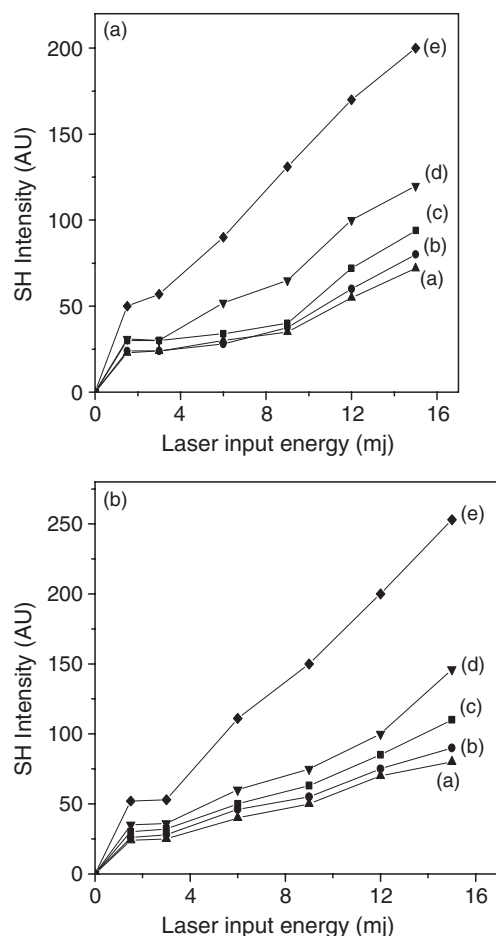 (a)
200
150
100
50
0
SH Intensity (AU)
(e)
(d)
(c)
(b)
(a)
0 4 8 12 16
Laser input energy (mj)
(b)
250
200
150
100
50
0
SH Intensity (AU)
(e)
(d)
(c)
(b)
(a)
0 4 8 12 16
Laser input energy (mj)